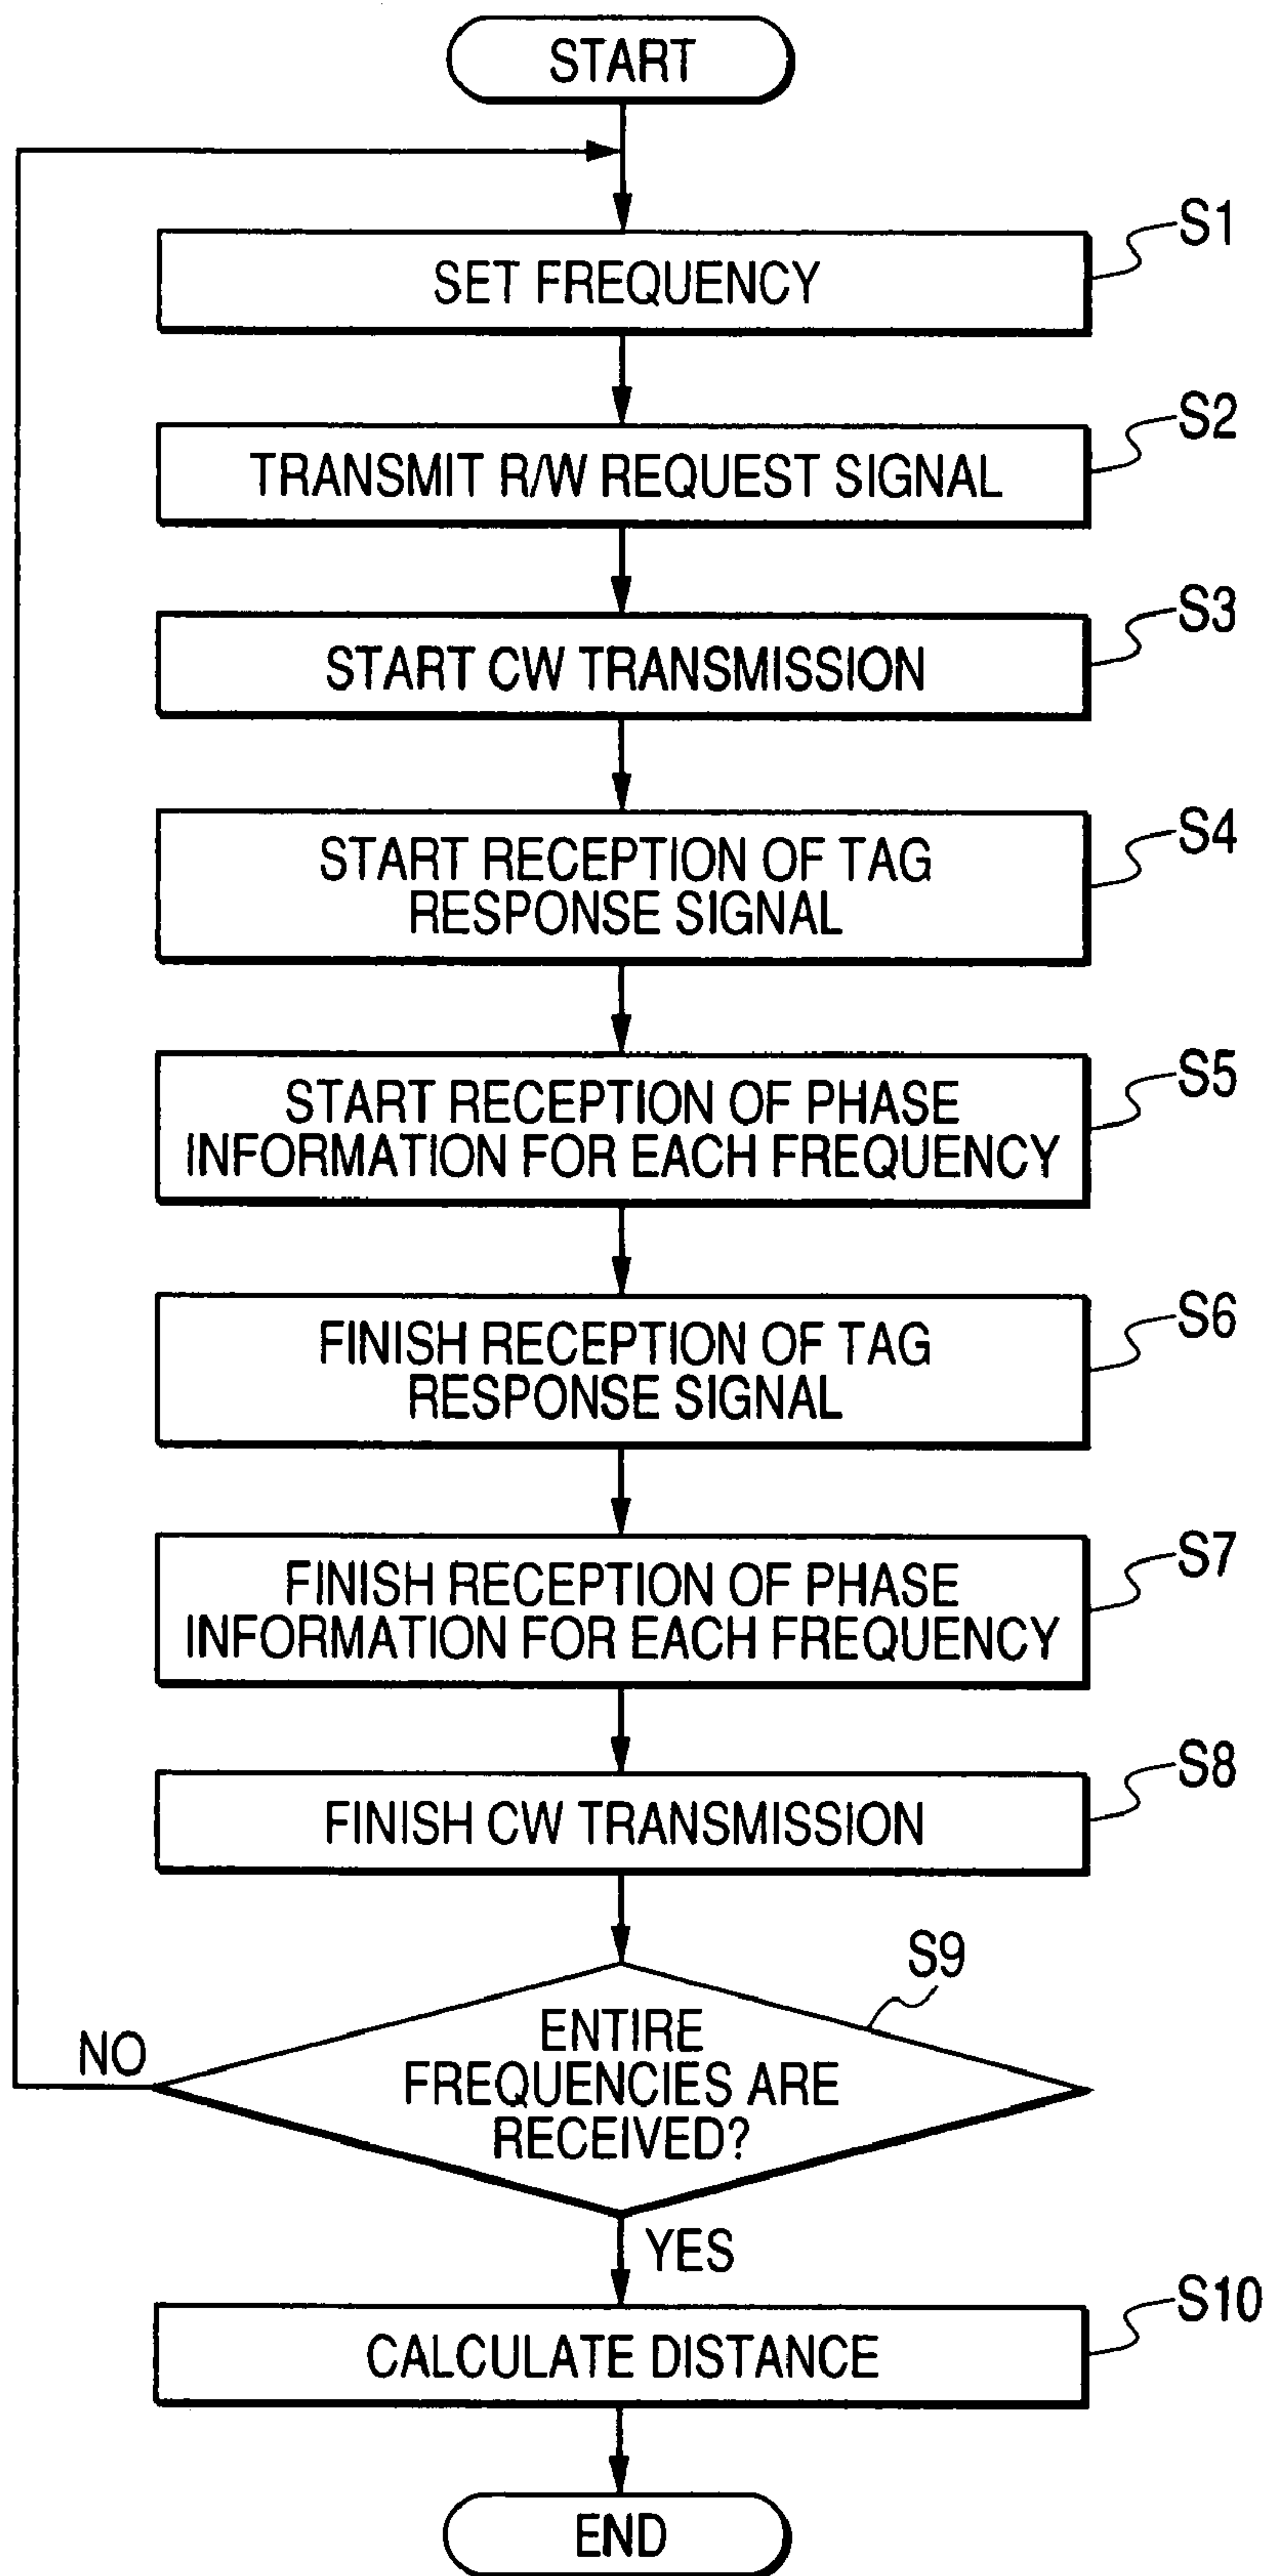 START
S1
SET FREQUENCY
S2
TRANSMIT R/W REQUEST SIGNAL
S3
START CW TRANSMISSION
S4
START RECEPTION OF TAG
RESPONSE SIGNAL
S5
START RECEPTION OF PHASE
INFORMATION FOR EACH FREQUENCY
S6
FINISH RECEPTION OF TAG
RESPONSE SIGNAL
S7
FINISH RECEPTION OF PHASE
INFORMATION FOR EACH FREQUENCY
S8
FINISH CW TRANSMISSION
S9
ENTIRE
FREQUENCIES ARE
RECEIVED?
NO
YES
S10
CALCULATE DISTANCE
END